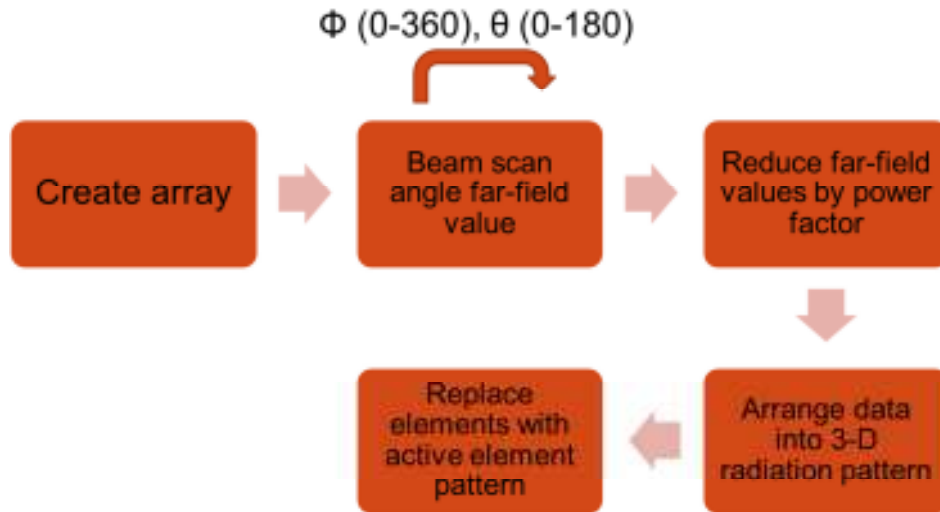 Φ (0-360), θ (0-180)
Create array
Beam scan
angle far-field
value
Reduce far-field
values by power
factor
Arrange data
into 3-D
radiation pattern
Replace
elements with
active element
pattern